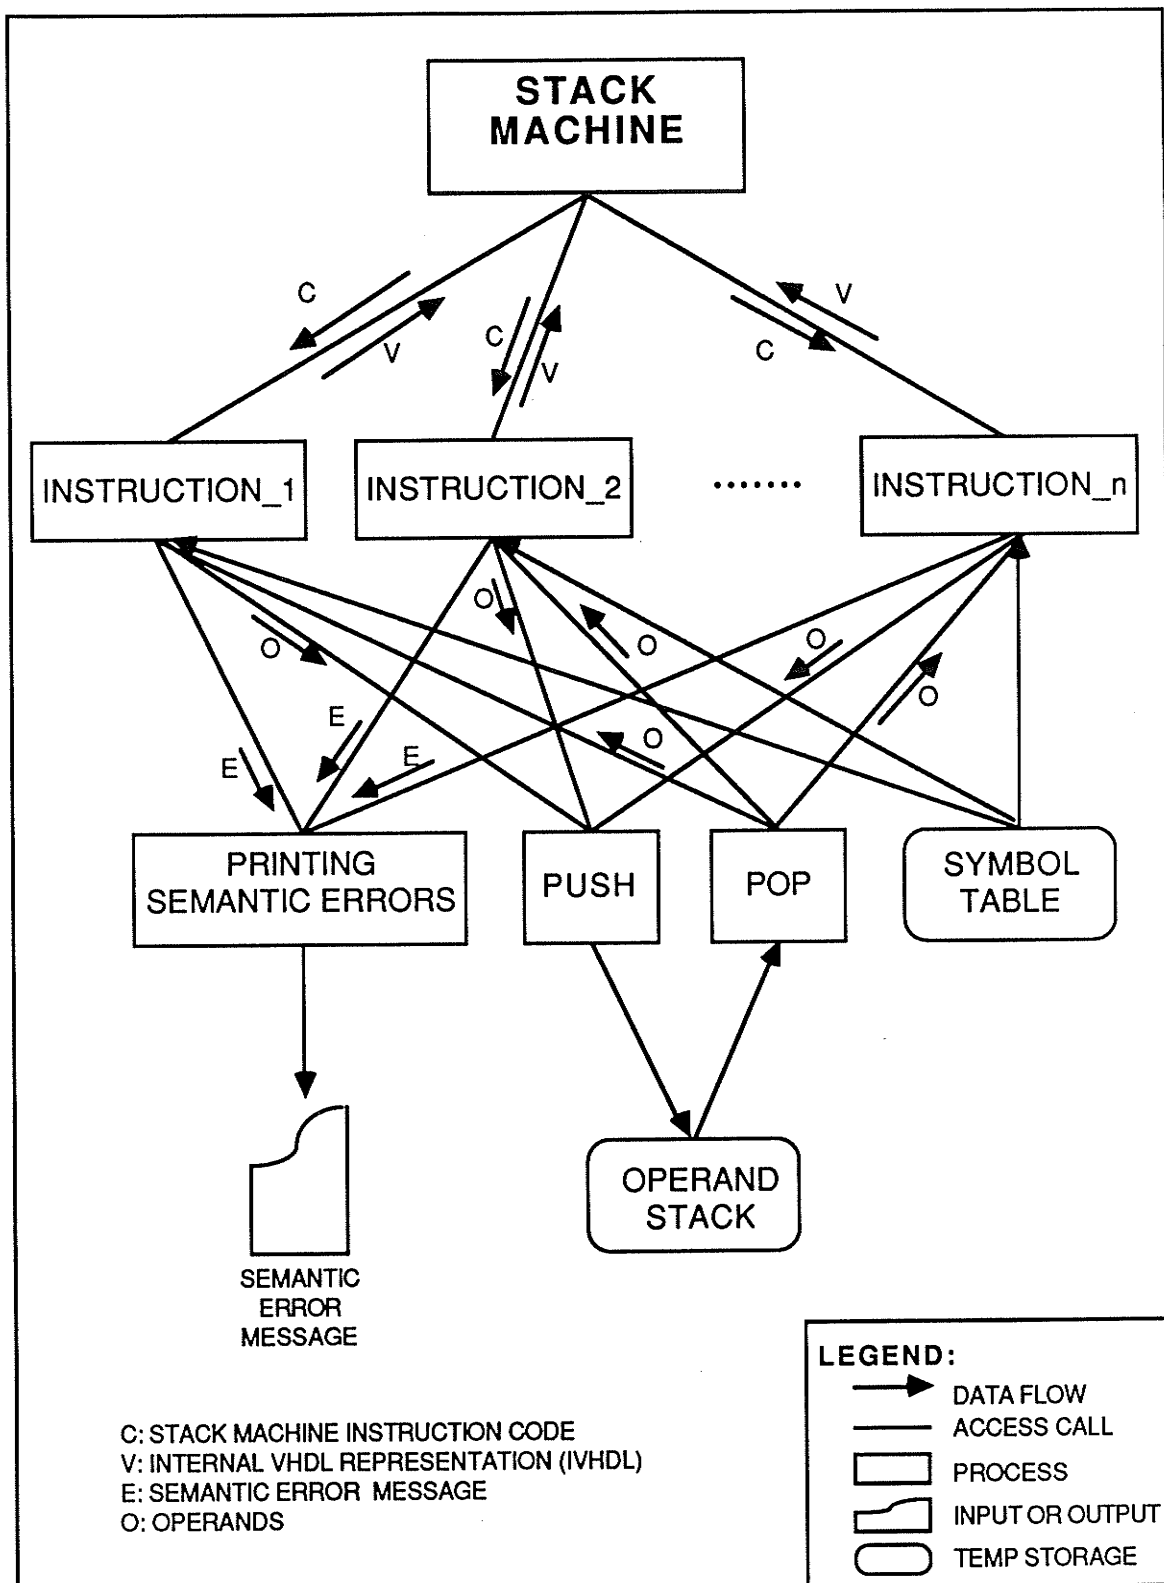 STACK
MACHINE
C
V
C
V
V
C
INSTRUCTION_1
INSTRUCTION_2
.......
INSTRUCTION_n
O
O
O
O
O
O
E
E
E
PRINTING
SEMANTIC ERRORS
PUSH
POP
SYMBOL
TABLE
OPERAND
STACK
SEMANTIC
ERROR
MESSAGE
LEGEND:
DATA FLOW
ACCESS CALL
PROCESS
INPUT OR OUTPUT
TEMP STORAGE
C: STACK MACHINE INSTRUCTION CODE
V: INTERNAL VHDL REPRESENTATION (IVHDL)
E: SEMANTIC ERROR MESSAGE
O: OPERANDS